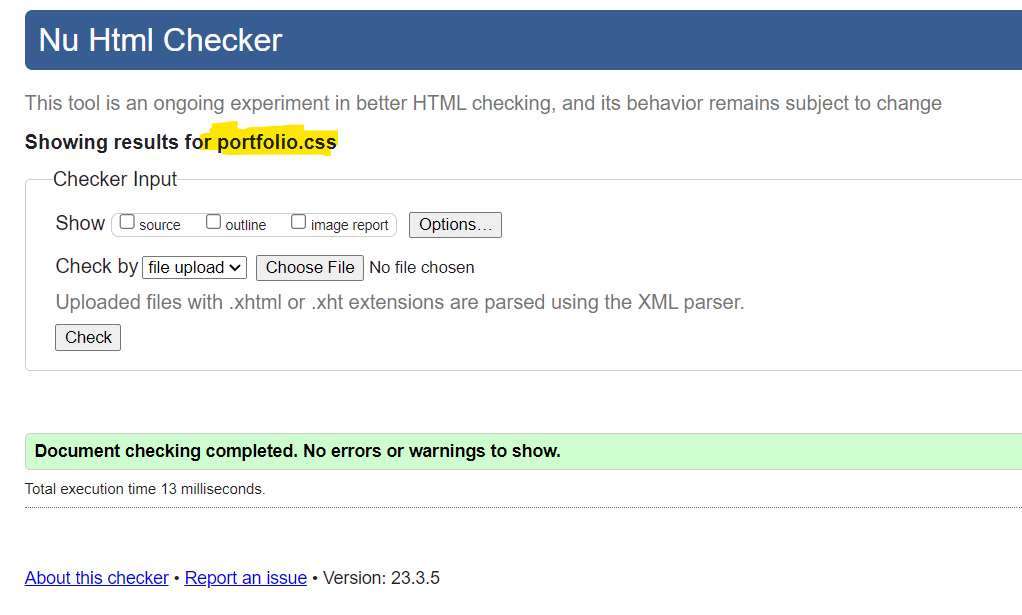 Nu Html Checker
This tool is an ongoing experiment in better HTML checking, and its behavior remains subject to change
Showing results for portfolio.css
Checker Input
Show source outline image report Options...
Check by file upload Choose File No file chosen
Uploaded files with .xhtml or .xht extensions are parsed using the XML parser.
Check
Document checking completed. No errors or warnings to show.
Total execution time 13 milliseconds.
About this checker • Report an issue • Version: 23.3.5